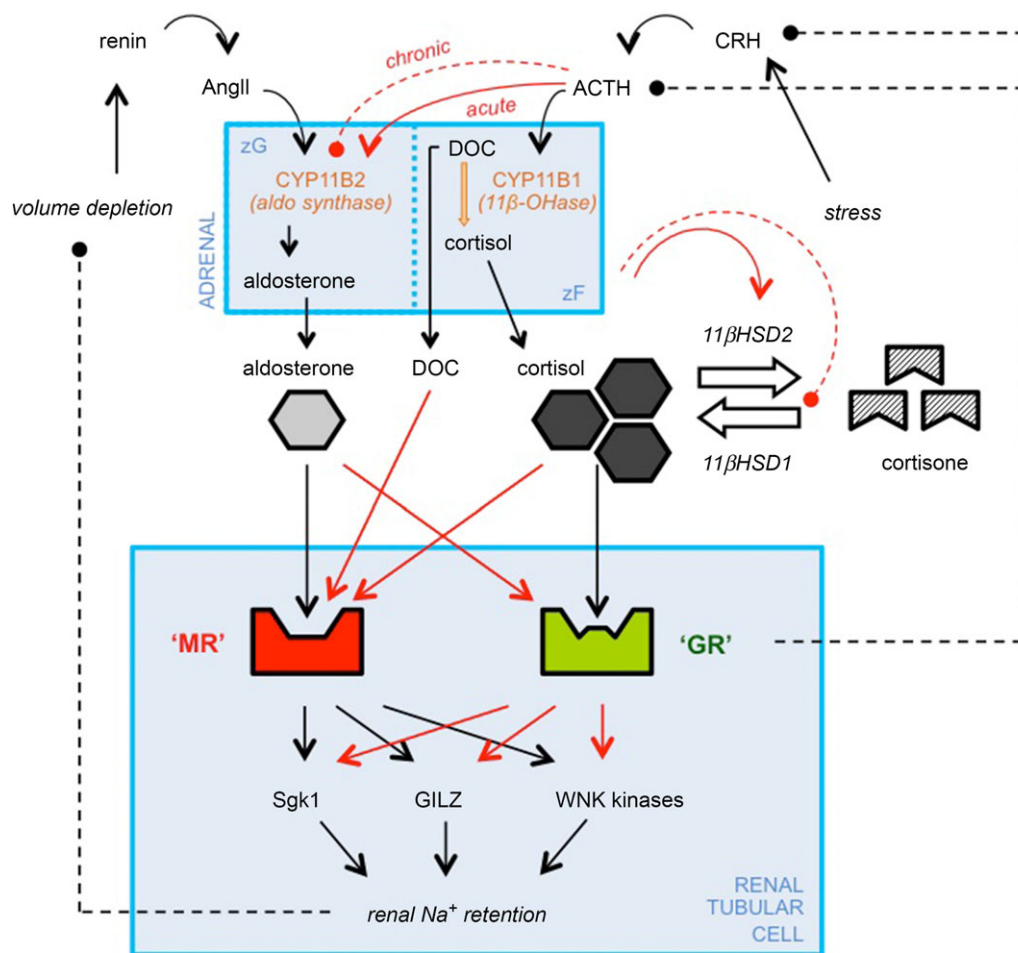 renin
chronic
CRH
AngII
ACTH
acute
zG
DOC
CYP11B2
(aldo synthase)
CYP11B1
(11β-OHase)
volume depletion
stress
cortisol
ADRENAL
aldosterone
zF
11βHSD2
aldosterone
DOC
cortisol
11βHSD1
cortisone
'MR'
'GR'
Sgk1
GILZ
WNK kinases
renal Na⁺ retention
RENAL
TUBULAR
CELL